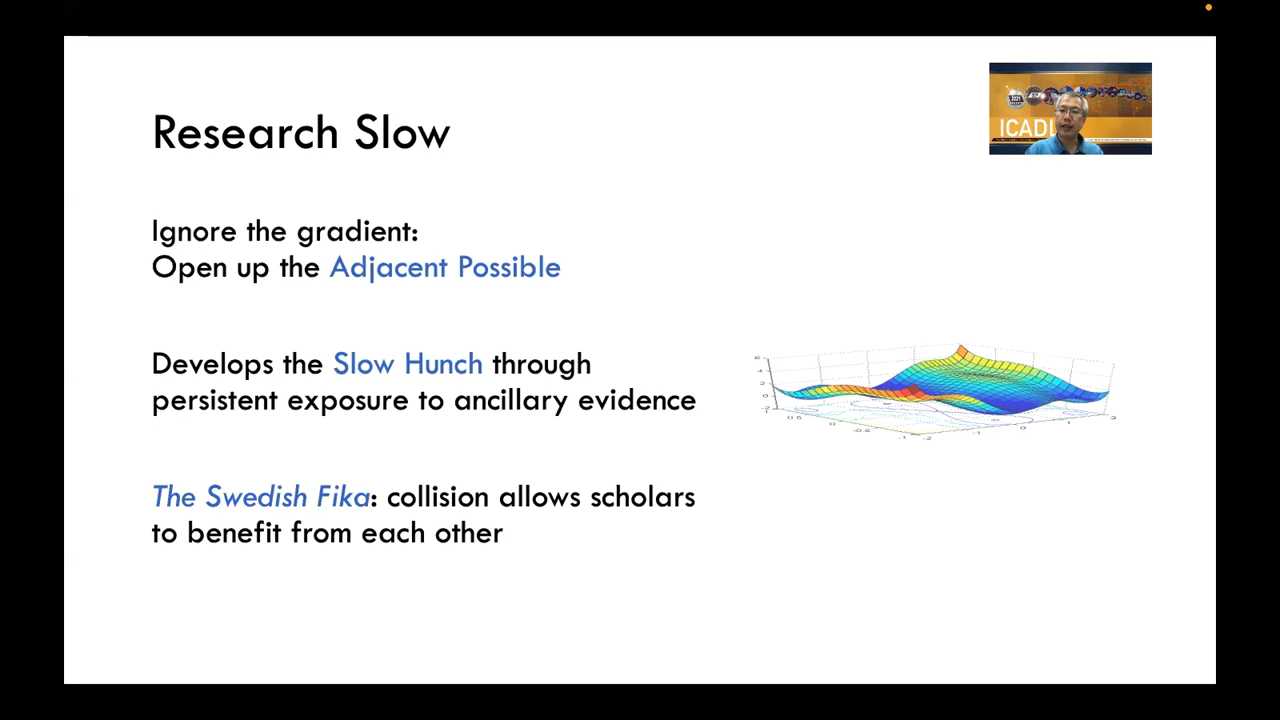 Research Slow
ICADL
Ignore the gradient:
Open up the Adjacent Possible
Develops the Slow Hunch through
persistent exposure to ancillary evidence
The Swedish Fika: collision allows scholars
to benefit from each other